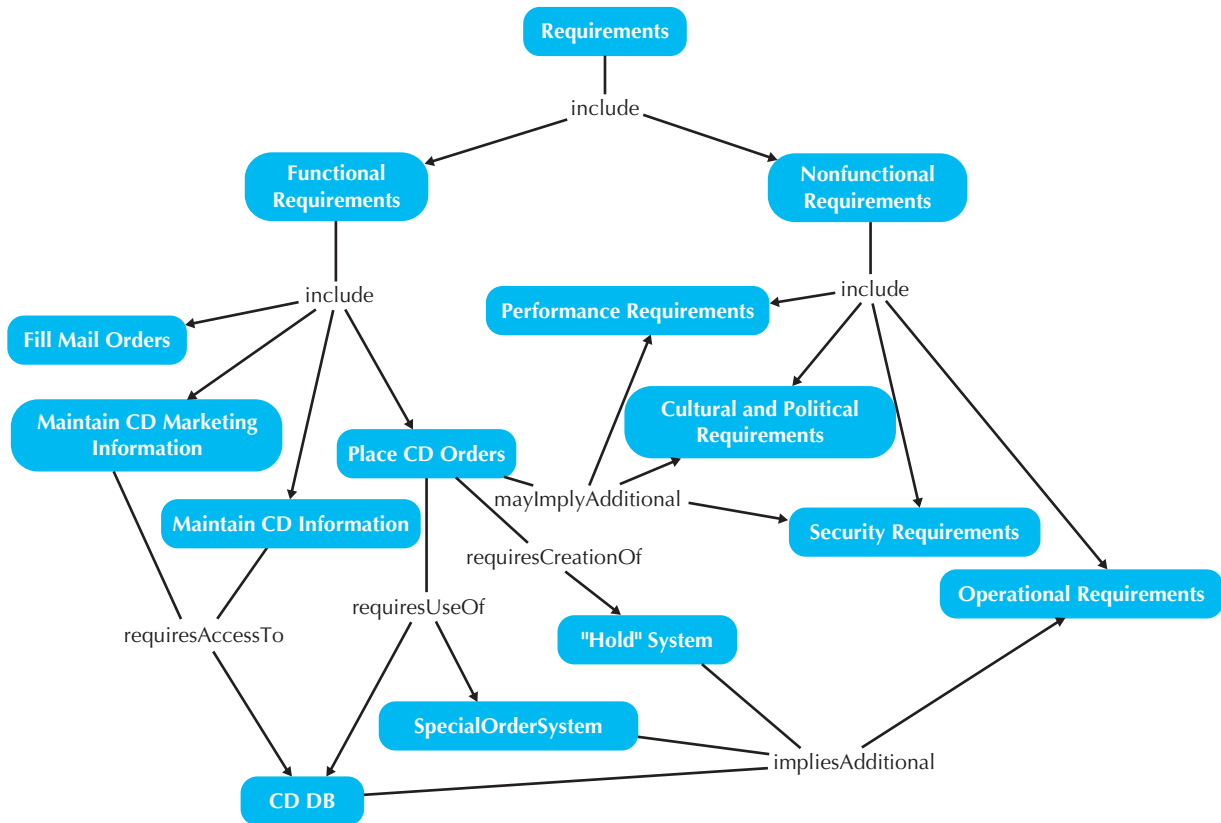 Requirements
include
Functional
Requirements
Nonfunctional
Requirements
include
include
Performance Requirements
Fill Mail Orders
Maintain CD Marketing
Information
Cultural and Political
Requirements
Place CD Orders
mayImplyAdditional
Maintain CD Information
Security Requirements
requiresCreationOf
Operational Requirements
requiresUseOf
requiresAccessTo
"Hold" System
SpecialOrderSystem
impliesAdditional
CD DB